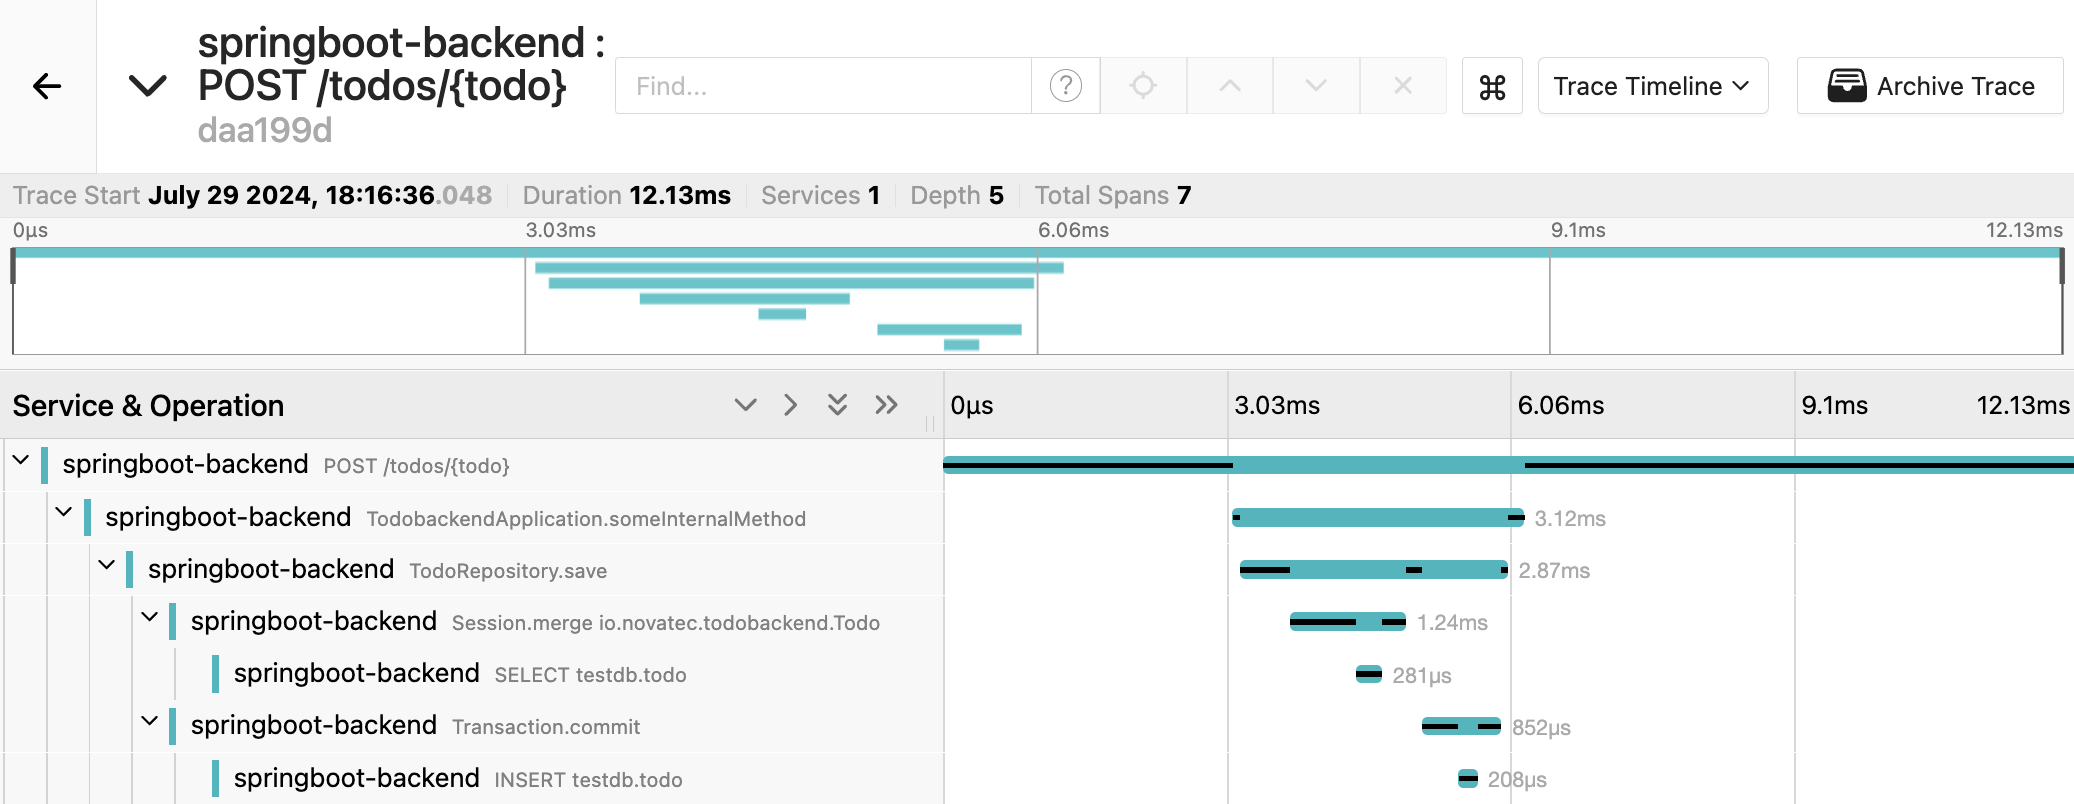 springboot-backend :
POST /todos/{todo}
daa199d
Find...
?
⌘
Trace Timeline
Archive Trace
Trace Start July 29 2024, 18:16:36.048 Duration 12.13ms Services 1 Depth 5 Total Spans 7
0μs 3.03ms 6.06ms 9.1ms 12.13ms
Service & Operation 0μs 3.03ms 6.06ms 9.1ms 12.13ms
springboot-backend POST /todos/{todo}
springboot-backend TodobackendApplication.someInternalMethod 3.12ms
springboot-backend TodoRepository.save 2.87ms
springboot-backend Session.merge io.novatec.todobackend.Todo 1.24ms
springboot-backend SELECT testdb.todo 281μs
springboot-backend Transaction.commit 852μs
springboot-backend INSERT testdb.todo 208μs